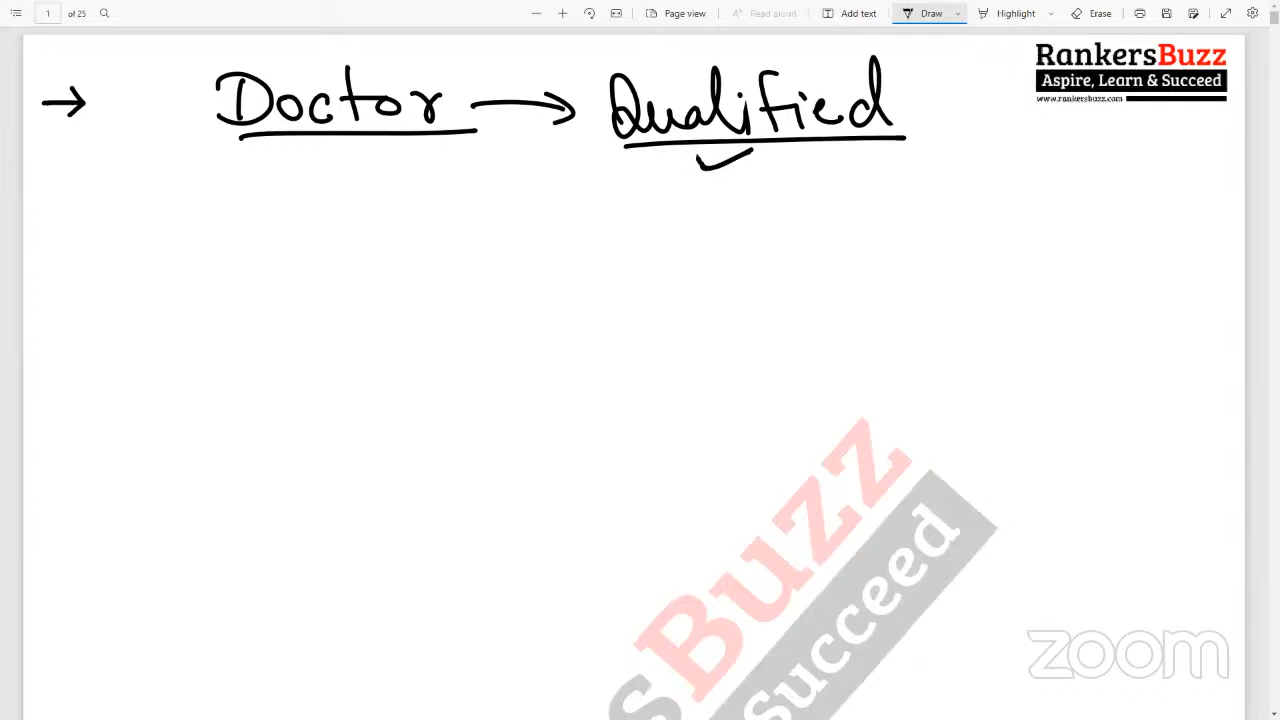 1 of 25 Page view Read aloud Add text Draw Highlight Erase
RankersBuzz
Aspire, Learn & Succeed
www.rankersbuzz.com
→ Doctor → Qualified
sBuzz
succeed
zoom